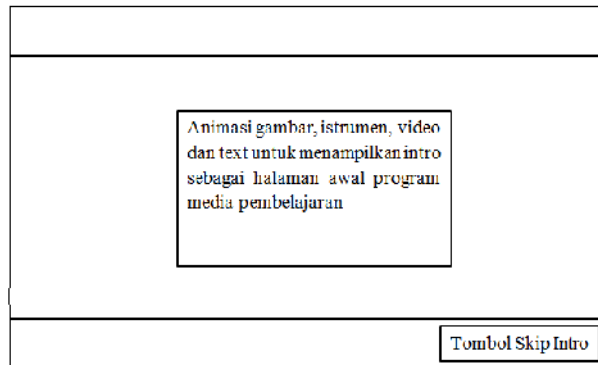 Animasi gambar, istrumen, video
dan text untuk menampilkan intro
sebagai halaman awal program
media pembelajaran
Tombol Skip Intro